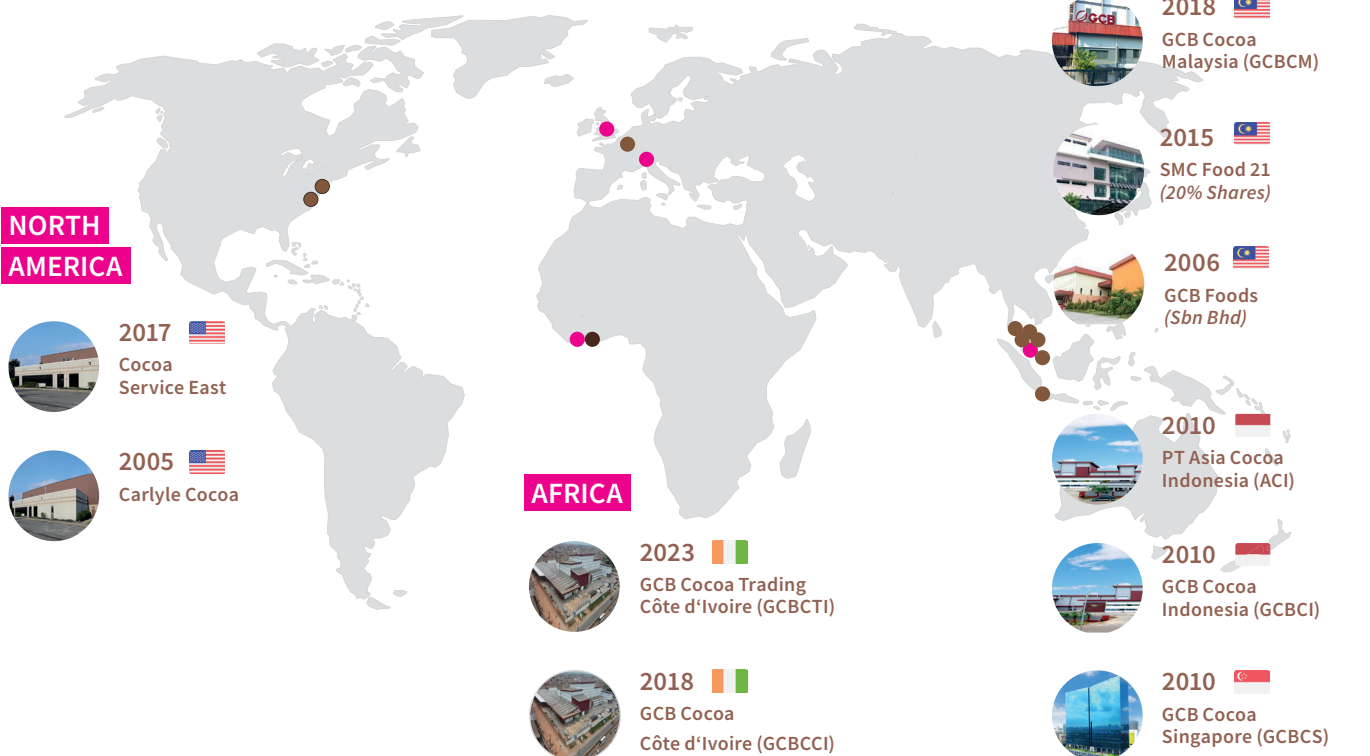 NORTH
AMERICA
2017
Cocoa
Service East
2005
Carlyle Cocoa
AFRICA
2023
GCB Cocoa Trading
Côte d‘Ivoire (GCBCTI)
2018
GCB Cocoa
Côte d‘Ivoire (GCBCCI)
GCB
2018
GCB Cocoa
Malaysia (GCBCM)
2015
SMC Food 21
(20% Shares)
2006
GCB Foods
(Sbn Bhd)
2010
PT Asia Cocoa
Indonesia (ACI)
2010
GCB Cocoa
Indonesia (GCBCI)
2010
GCB Cocoa
Singapore (GCBCS)